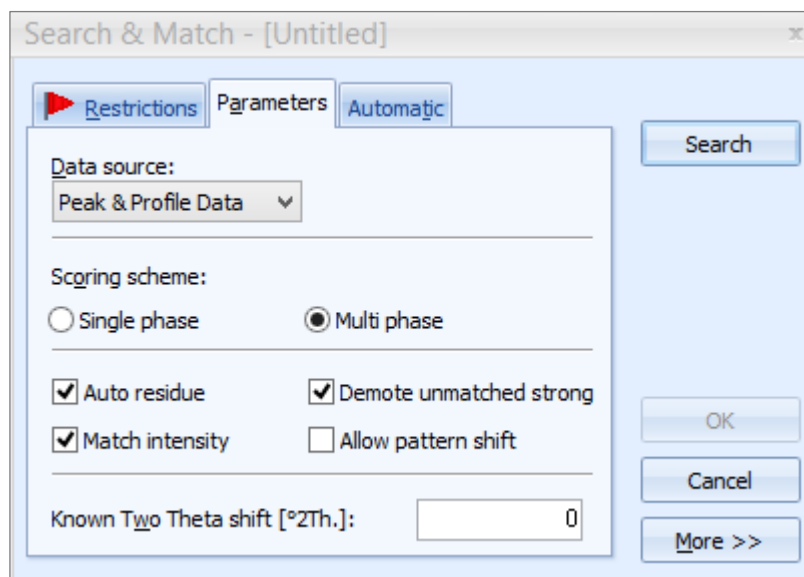 Search & Match - [Untitled]
x
Restrictions
Parameters
Automatic
Search
Data source:
Peak & Profile Data
Scoring scheme:
Single phase
Multi phase
Auto residue
Demote unmatched strong
Match intensity
Allow pattern shift
OK
Cancel
Known Two Theta shift [°2Th.]:
0
More >>